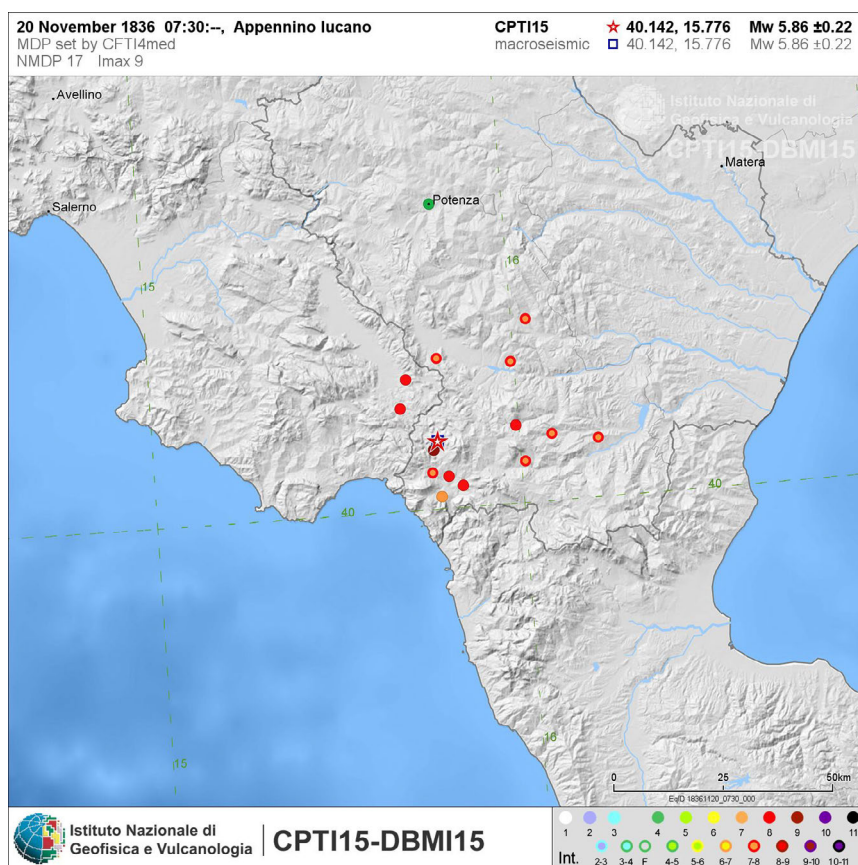 20 November 1836 07:30:--, Appennino lucano
MDP set by CFTI4med
NMDP 17 Imax 9
CPTI15 40.142, 15.776 Mw 5.86 ±0.22
macroseismic 40.142, 15.776 Mw 5.86 ±0.22
Avellino
Istituto Nazionale di
Geofisica e Vulcanologia
CPTI15-DBMI15
Matera
Salerno
Potenza
16
15
40
40
16
15
0 25 50km
EqID 18361120_0730_000
Istituto Nazionale di
Geofisica e Vulcanologia
CPTI15-DBMI15
1 2 3 4 5 6 7 8 9 10 11
Int. 2-3 3-4 F 4-5 5-6 6-7 7-8 8-9 9-10 10-11